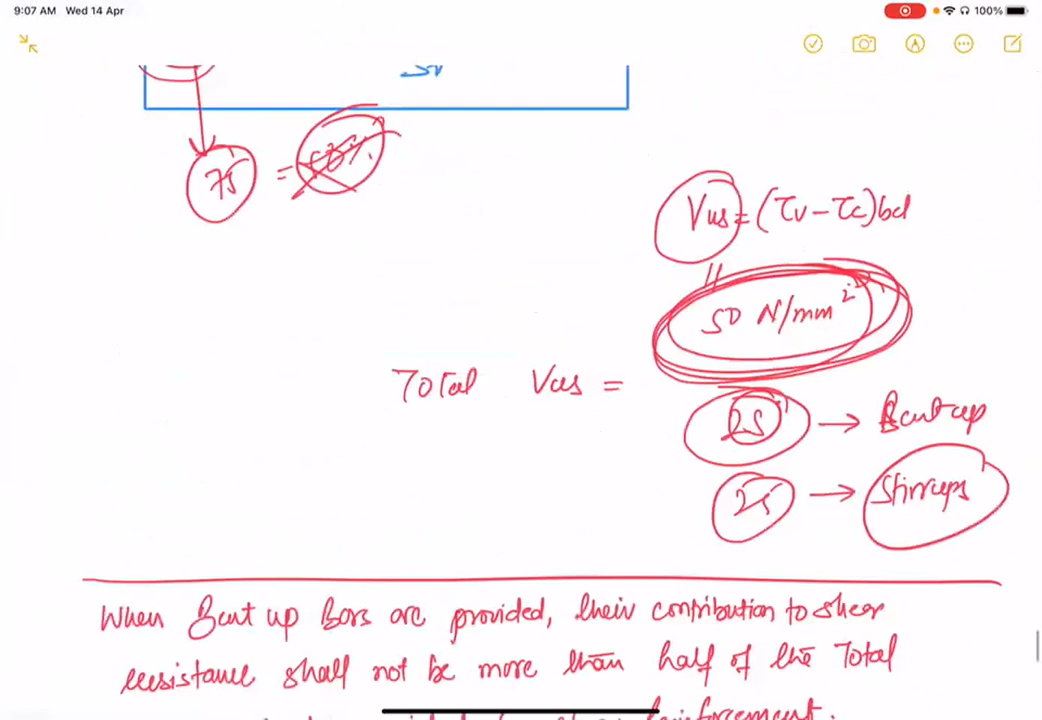 9:07 AM Wed 14 Apr
100%
SV
75 =
Vus = (τv - τc)bd
50 N/mm²
Total Vus =
25 → Bent up
25 → Stirrups
When Bent up Bars are provided, their contribution to shear
resistance shall not be more than half of the Total
reinforcement.